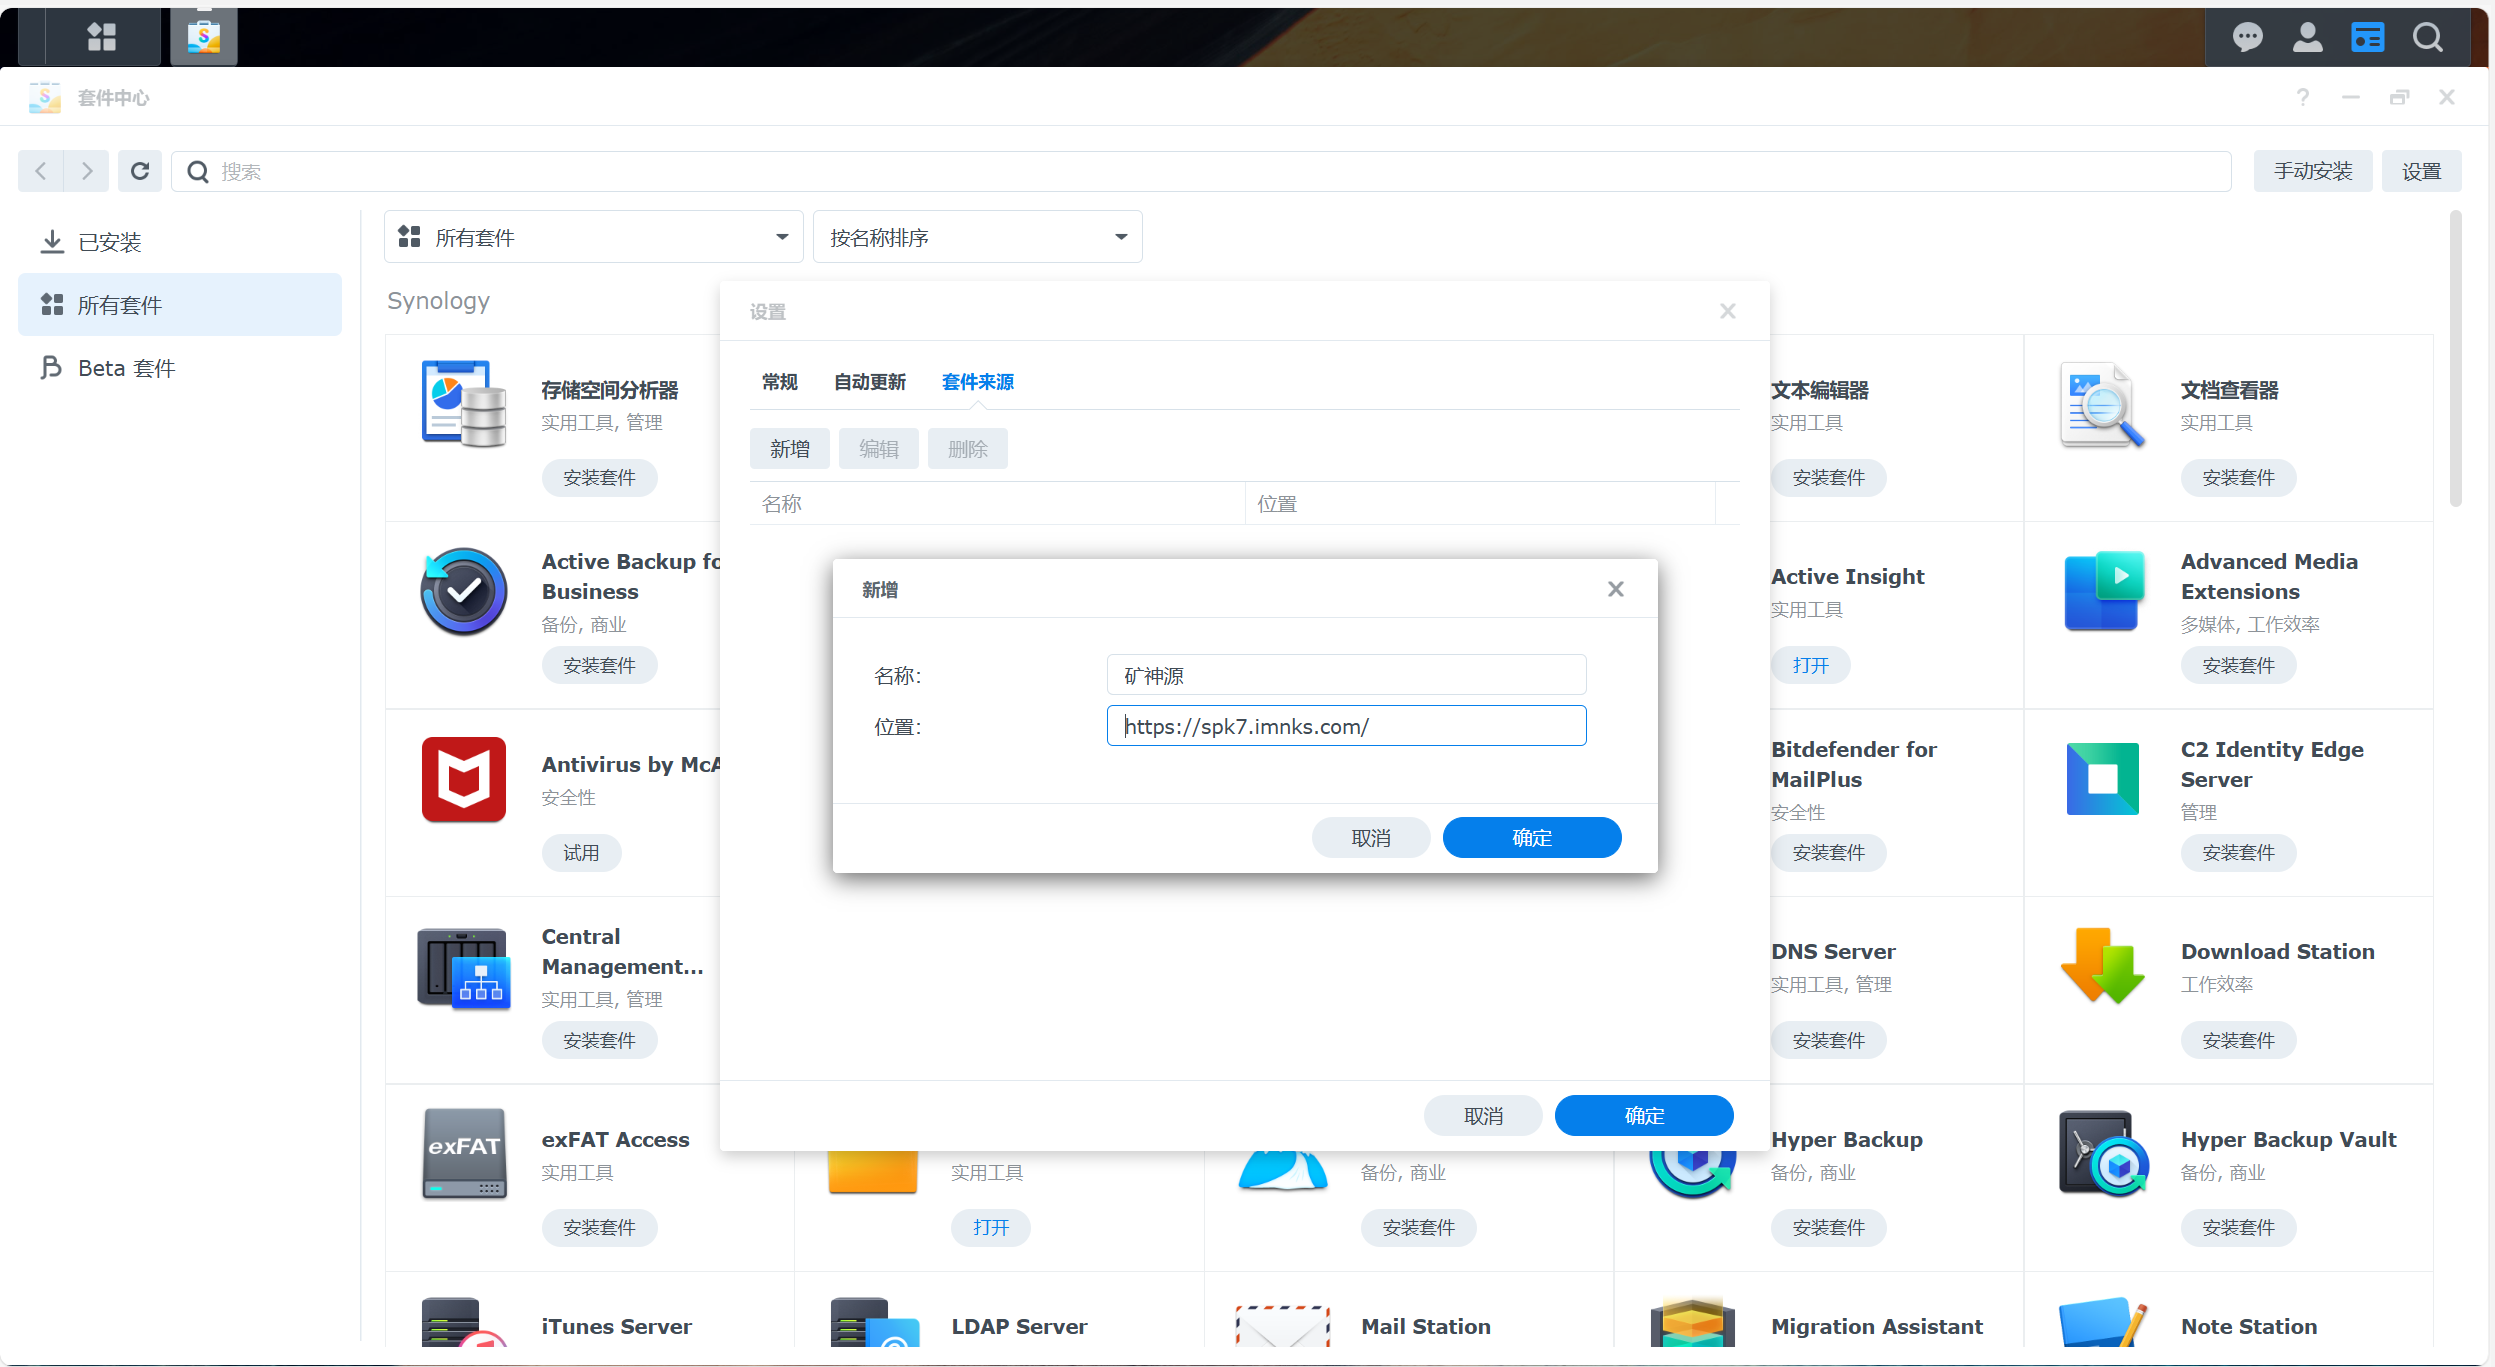 套件中心
搜索
手动安装
设置
已安装
所有套件
Beta 套件
所有套件
按名称排序
Synology
存储空间分析器
实用工具, 管理
安装套件
文本编辑器
实用工具
安装套件
文档查看器
实用工具
安装套件
Active Backup fo
Business
备份, 商业
安装套件
Active Insight
实用工具
打开
Advanced Media
Extensions
多媒体, 工作效率
安装套件
Antivirus by McA
安全性
试用
Bitdefender for
MailPlus
安全性
安装套件
C2 Identity Edge
Server
管理
安装套件
Central
Management...
实用工具, 管理
安装套件
DNS Server
实用工具, 管理
安装套件
Download Station
工作效率
安装套件
exFAT
exFAT Access
实用工具
安装套件
实用工具
打开
备份, 商业
安装套件
Hyper Backup
备份, 商业
安装套件
Hyper Backup Vault
备份, 商业
安装套件
iTunes Server
LDAP Server
Mail Station
Migration Assistant
Note Station
设置
常规
自动更新
套件来源
新增
编辑
删除
名称
位置
新增
名称：
矿神源
位置：
https://spk7.imnks.com/
取消
确定
取消
确定